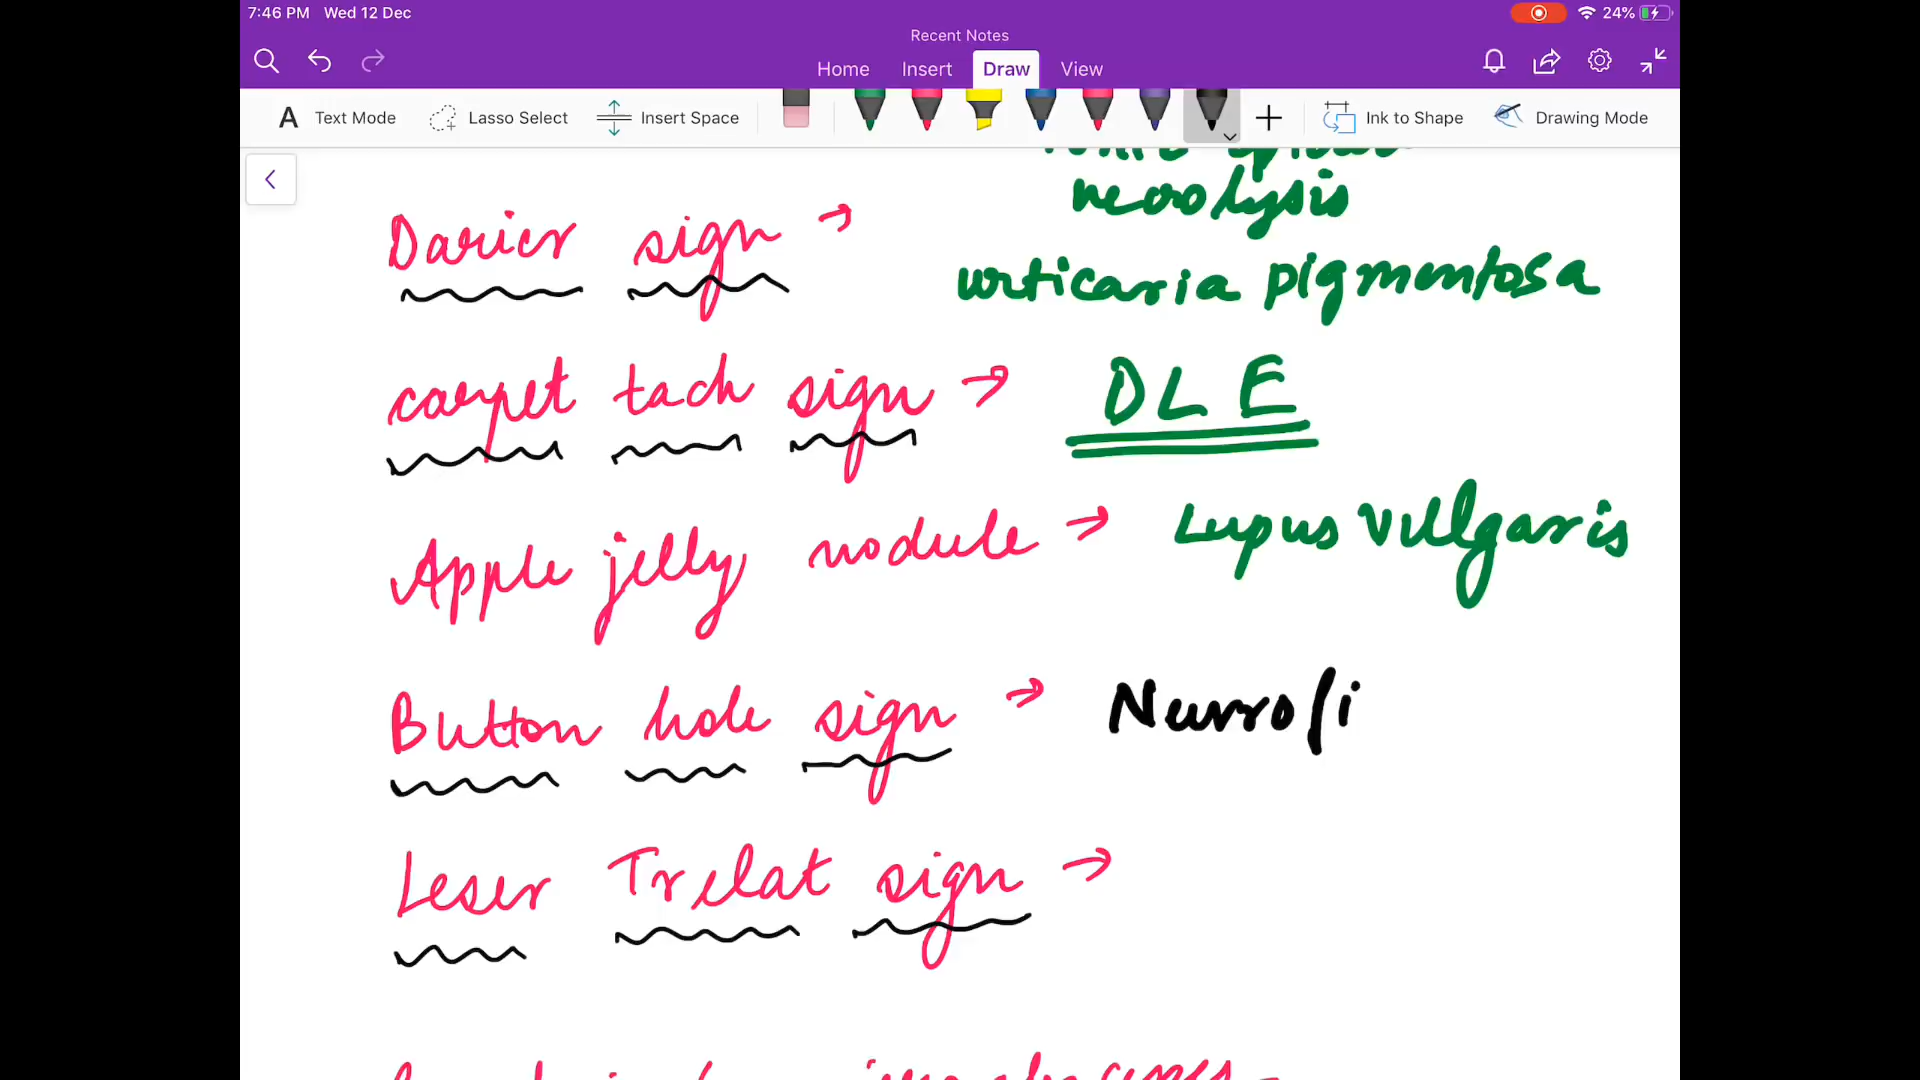 7:46 PM Wed 12 Dec
24%
Recent Notes
Home Insert Draw View
A Text Mode Lasso Select Insert Space Ink to Shape Drawing Mode
necrolysis
Darier sign →
urticaria pigmentosa
carpet tach sign → DLE
Apple jelly nodule → Lupus vulgaris
Button hole sign → Neurofi
Leser Trelat sign →